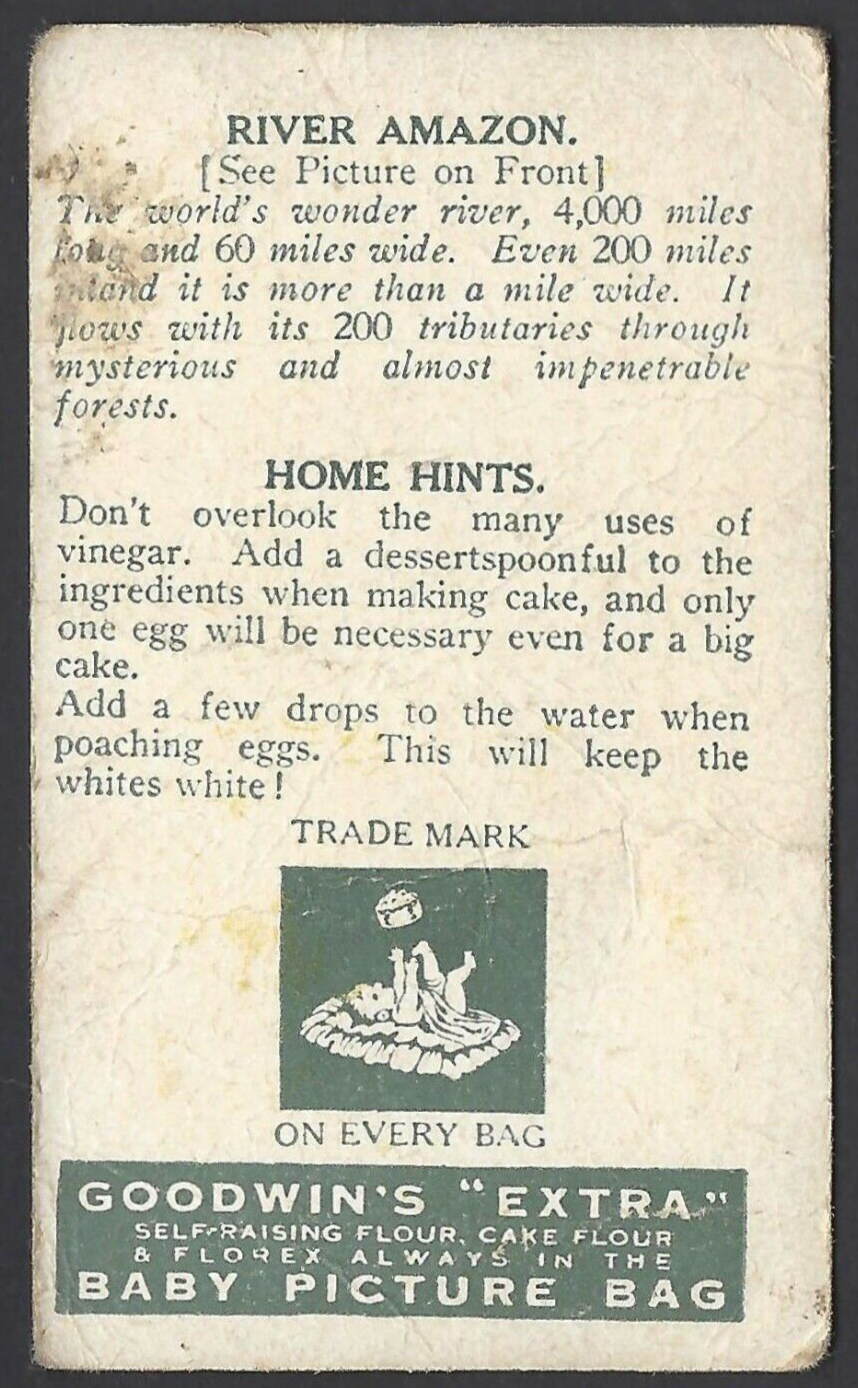 RIVER AMAZON.
[See Picture on Front]
The world's wonder river, 4,000 miles
long and 60 miles wide. Even 200 miles
inland it is more than a mile wide. It
flows with its 200 tributaries through
mysterious and almost impenetrable
forests.
HOME HINTS.
Don't overlook the many uses of
vinegar. Add a dessertspoonful to the
ingredients when making cake, and only
one egg will be necessary even for a big
cake.
Add a few drops to the water when
poaching eggs. This will keep the
whites white!
TRADE MARK
ON EVERY BAG
GOODWIN'S "EXTRA"
SELF-RAISING FLOUR, CAKE FLOUR
& FLOREX ALWAYS IN THE
BABY PICTURE BAG